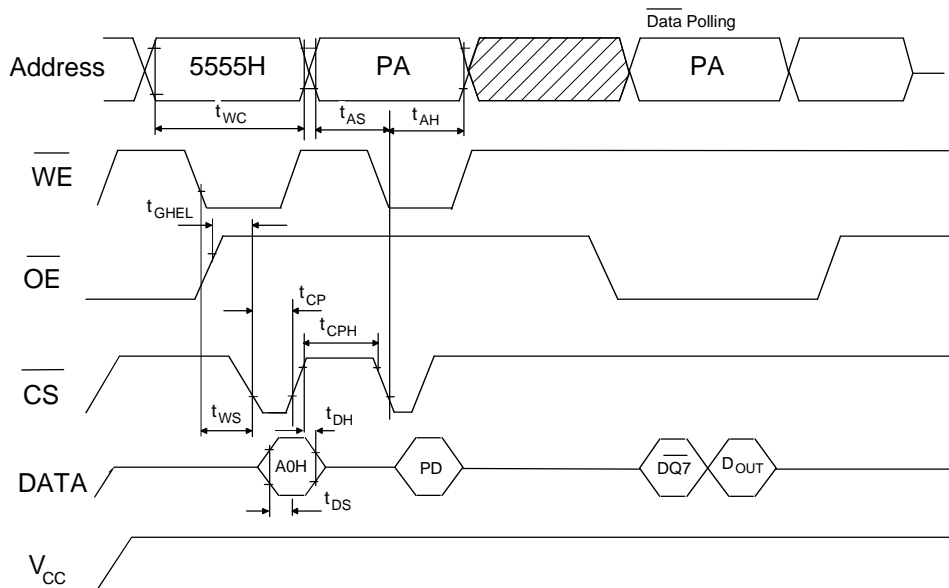 Data Polling
Address 5555H PA PA
tWC tAS tAH
WE
tGHEL
OE
tCP
tCPH
CS
tWS tDH
DATA A0H PD DQ7 DOUT
tDS
VCC